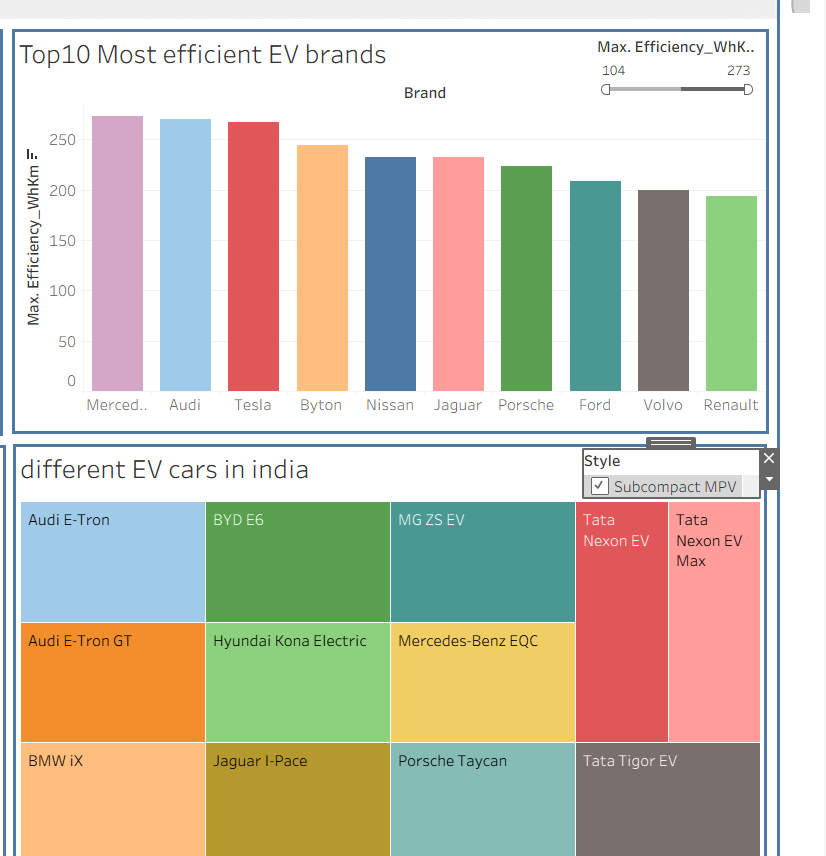 Top10 Most efficient EV brands
Max. Efficiency_WhK..
104 273
Brand
Max. Efficiency_WhKm
250
200
150
100
50
0
Merced.. Audi Tesla Byton Nissan Jaguar Porsche Ford Volvo Renault
different EV cars in india
Style
Subcompact MPV
Audi E-Tron
BYD E6
MG ZS EV
Tata
Nexon EV
Tata
Nexon EV
Max
Audi E-Tron GT
Hyundai Kona Electric
Mercedes-Benz EQC
BMW iX
Jaguar I-Pace
Porsche Taycan
Tata Tigor EV